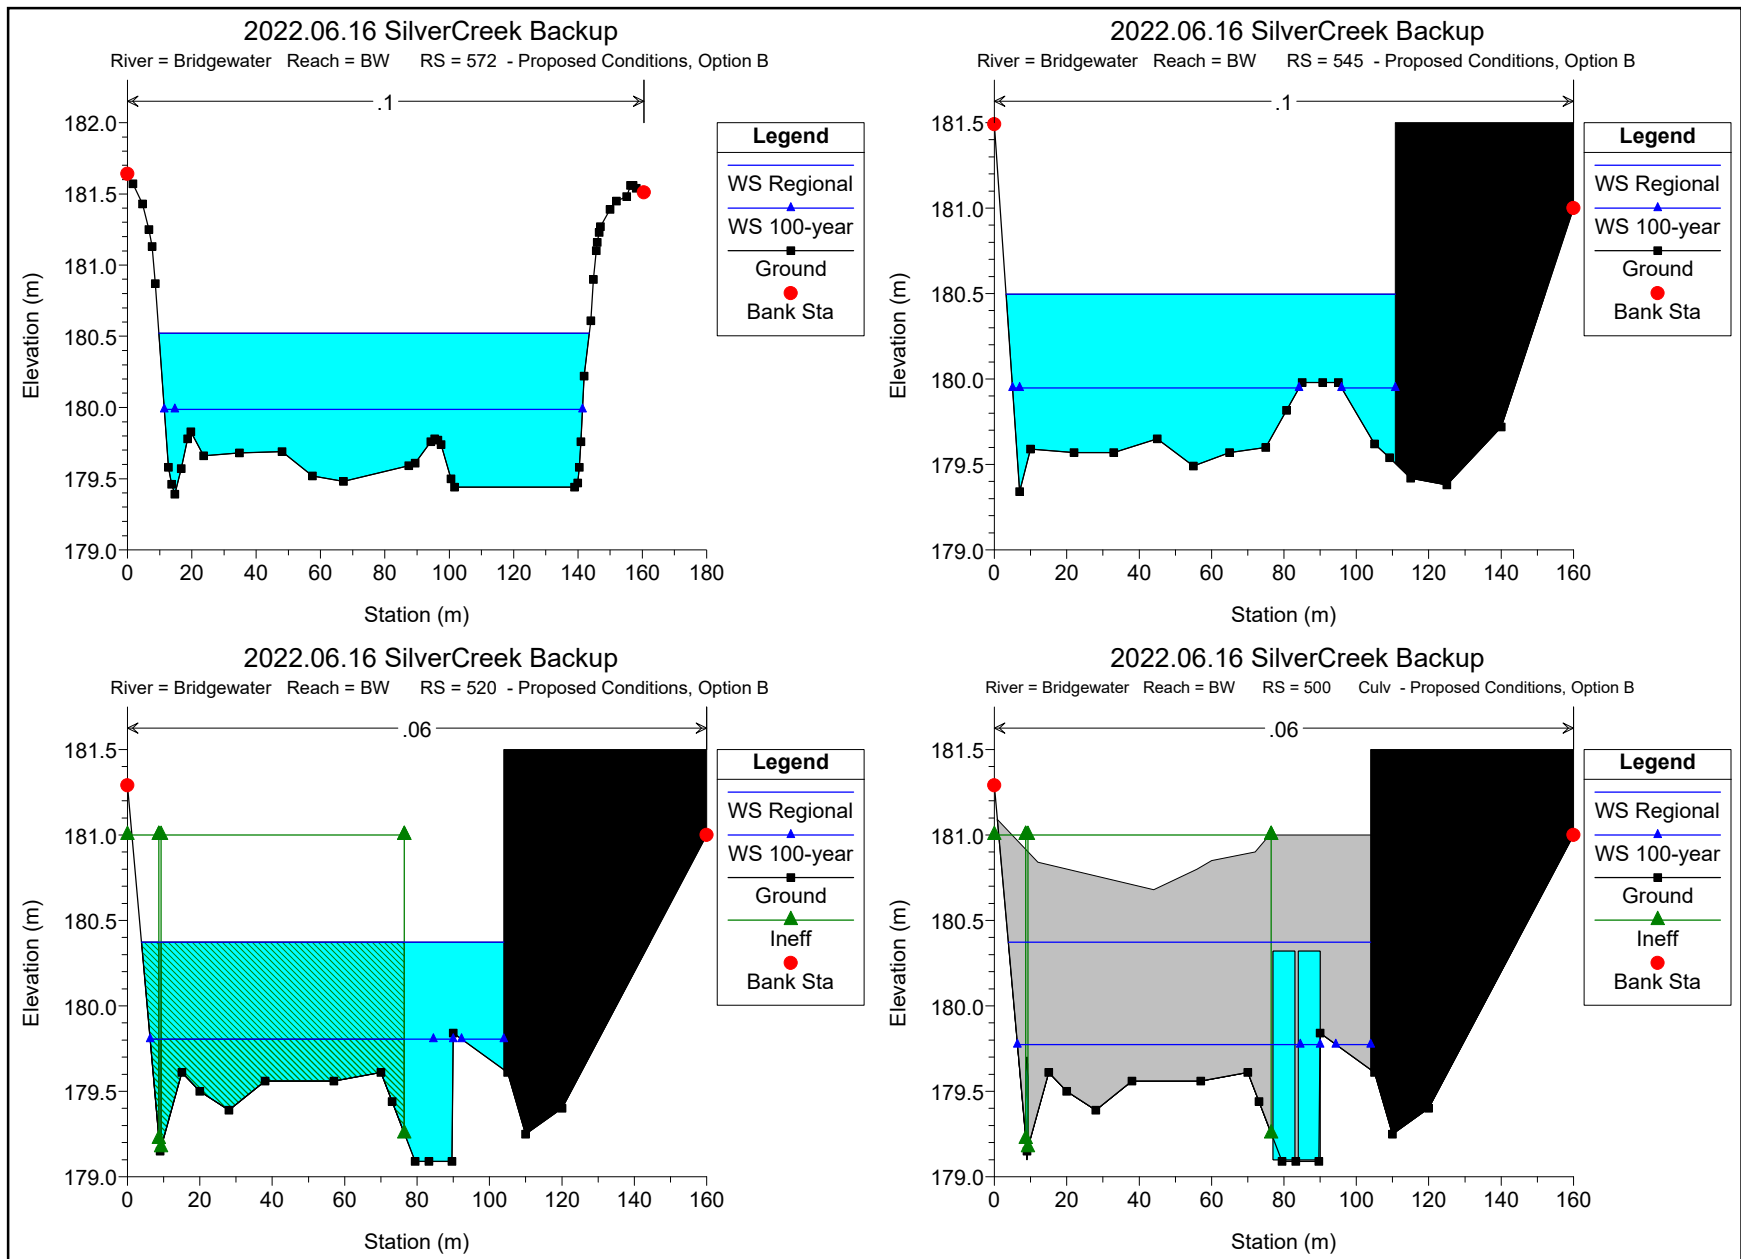 2022.06.16 SilverCreek Backup
River = Bridgewater Reach = BW RS = 572 - Proposed Conditions, Option B
.1
182.0
181.5
181.0
180.5
180.0
179.5
179.0
Elevation (m)
0 20 40 60 80 100 120 140 160 180
Station (m)
Legend
WS Regional
WS 100-year
Ground
Bank Sta
2022.06.16 SilverCreek Backup
River = Bridgewater Reach = BW RS = 545 - Proposed Conditions, Option B
.1
181.5
181.0
180.5
180.0
179.5
179.0
Elevation (m)
0 20 40 60 80 100 120 140 160
Station (m)
Legend
WS Regional
WS 100-year
Ground
Bank Sta
2022.06.16 SilverCreek Backup
River = Bridgewater Reach = BW RS = 520 - Proposed Conditions, Option B
.06
181.5
181.0
180.5
180.0
179.5
179.0
Elevation (m)
0 20 40 60 80 100 120 140 160
Station (m)
Legend
WS Regional
WS 100-year
Ground
Ineff
Bank Sta
2022.06.16 SilverCreek Backup
River = Bridgewater Reach = BW RS = 500 Culv - Proposed Conditions, Option B
.06
181.5
181.0
180.5
180.0
179.5
179.0
Elevation (m)
0 20 40 60 80 100 120 140 160
Station (m)
Legend
WS Regional
WS 100-year
Ground
Ineff
Bank Sta